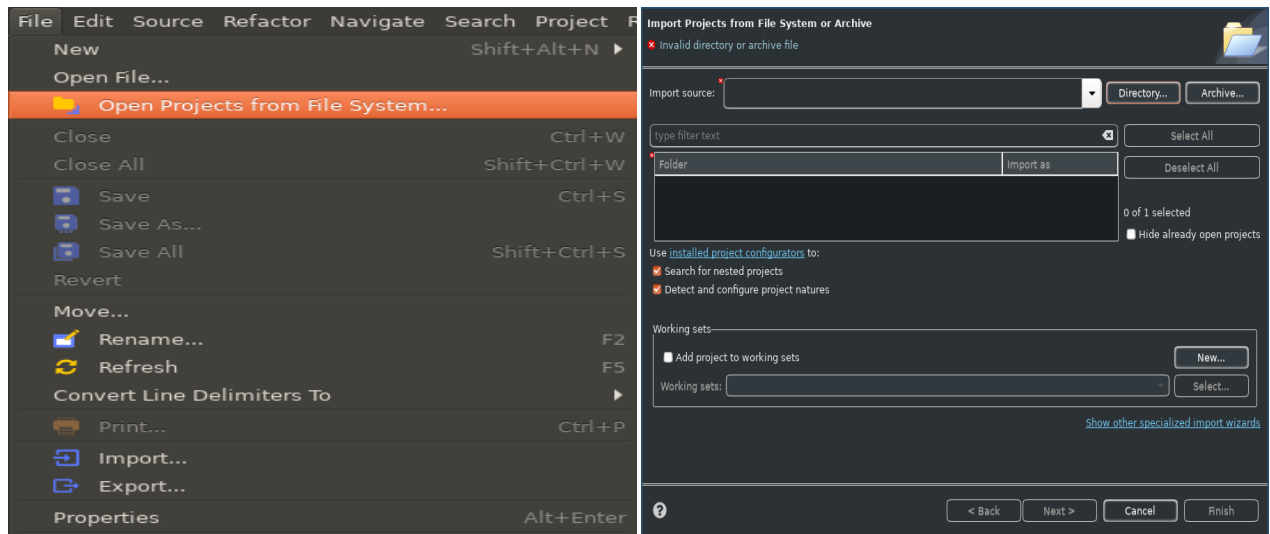 File Edit Source Refactor Navigate Search Project
New Shift+Alt+N
Open File...
Open Projects from File System...
Close Ctrl+W
Close All Shift+Ctrl+W
Save Ctrl+S
Save As...
Save All Shift+Ctrl+S
Revert
Move...
Rename... F2
Refresh F5
Convert Line Delimiters To
Print... Ctrl+P
Import...
Export...
Properties Alt+Enter
Import Projects from File System or Archive
Invalid directory or archive file
Import source: Directory... Archive...
type filter text Select All
Folder Import as Deselect All
0 of 1 selected
Hide already open projects
Use installed project configurators to:
Search for nested projects
Detect and configure project natures
Working sets
Add project to working sets New...
Working sets: Select...
Show other specialized import wizards
? < Back Next > Cancel Finish